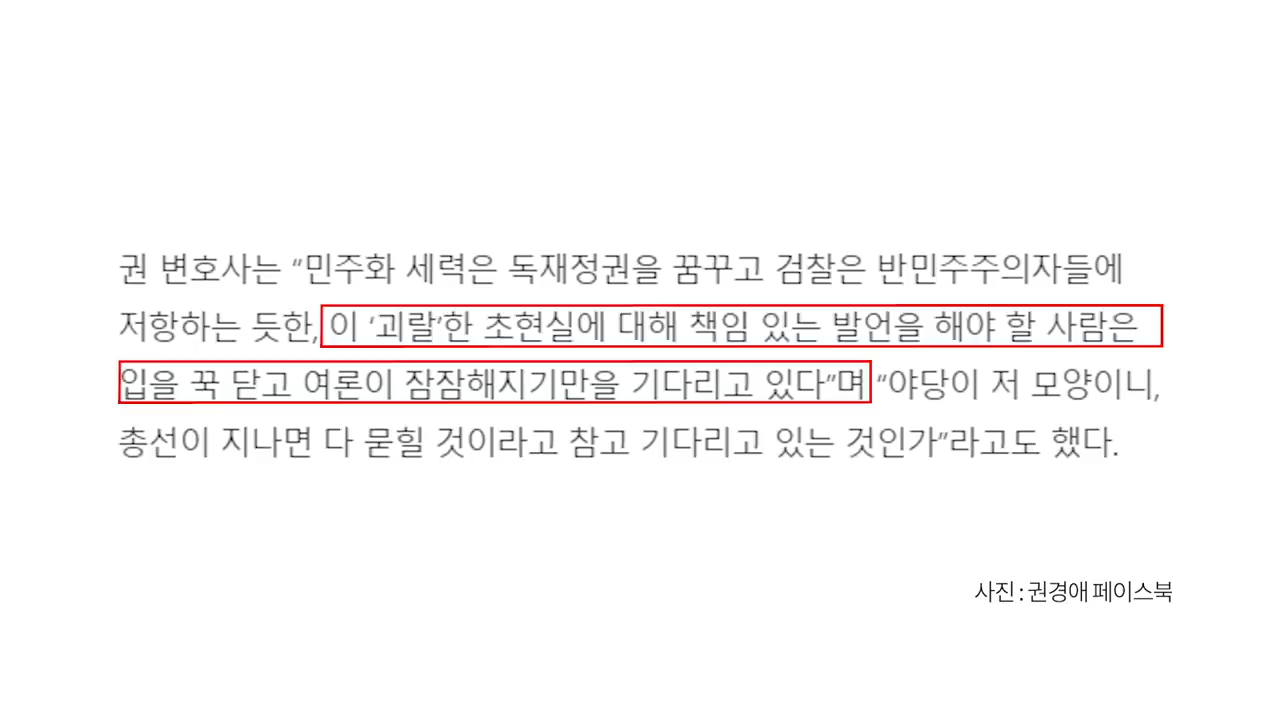 권 변호사는 “민주화 세력은 독재정권을 꿈꾸고 검찰은 반민주주의자들에
저항하는 듯한, 이 ‘괴랄’한 초현실에 대해 책임 있는 발언을 해야 할 사람은
입을 꾹 닫고 여론이 잠잠해지기만을 기다리고 있다”며 “야당이 저 모양이니,
총선이 지나면 다 묻힐 것이라고 참고 기다리고 있는 것인가”라고도 했다.
사진 : 권경애 페이스북